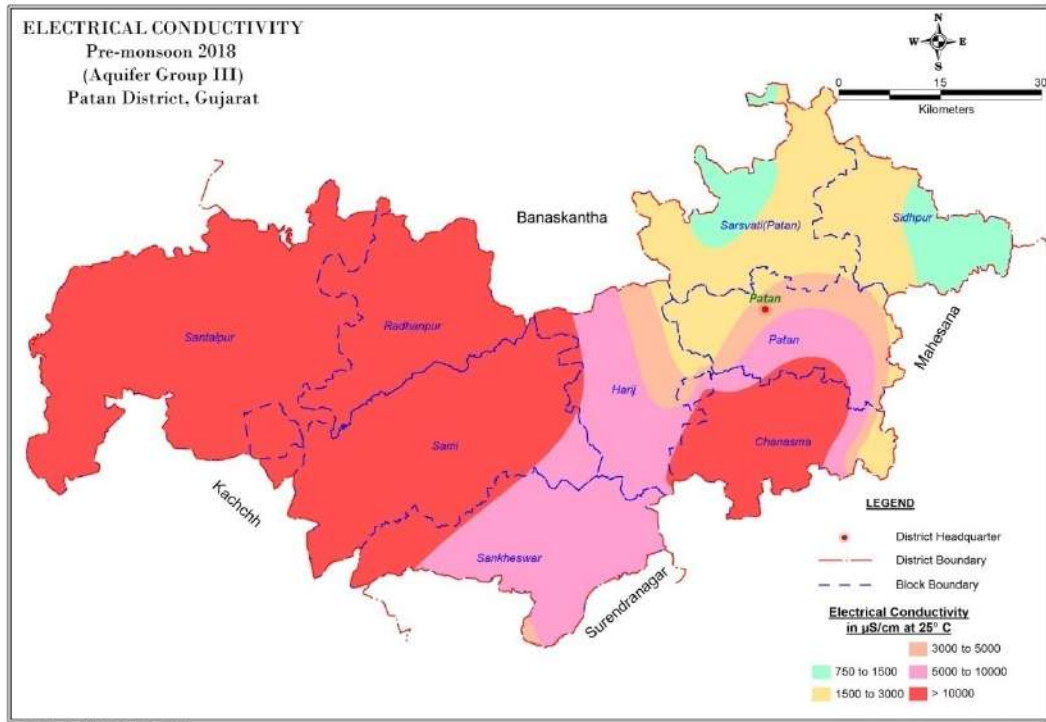 ELECTRICAL CONDUCTIVITY
Pre-monsoon 2018
(Aquifer Group III)
Patan District, Gujarat
N
W E
S
0 15 30
Kilometers
Banaskantha
Sarsvati(Patan)
Sidhpur
Patan
Santalpur
Radhanpur
Patan
Mahesana
Harij
Sami
Chanasma
Kachchh
Sankheswar
Surendranagar
LEGEND
District Headquarter
District Boundary
Block Boundary
Electrical Conductivity
in µS/cm at 25° C
3000 to 5000
750 to 1500
5000 to 10000
1500 to 3000
> 10000